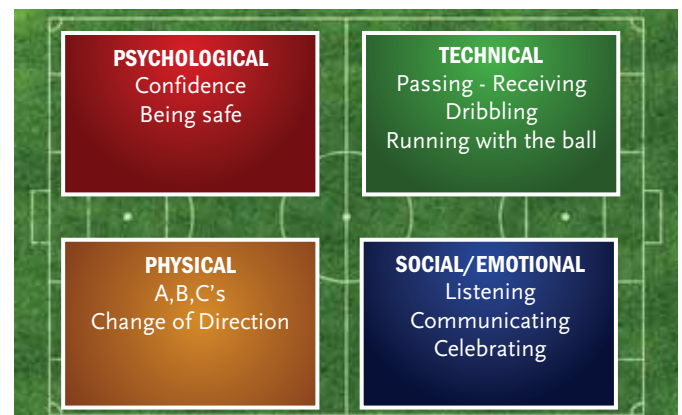 PSYCHOLOGICAL
Confidence
Being safe
TECHNICAL
Passing - Receiving
Dribbling
Running with the ball
PHYSICAL
A,B,C's
Change of Direction
SOCIAL/EMOTIONAL
Listening
Communicating
Celebrating